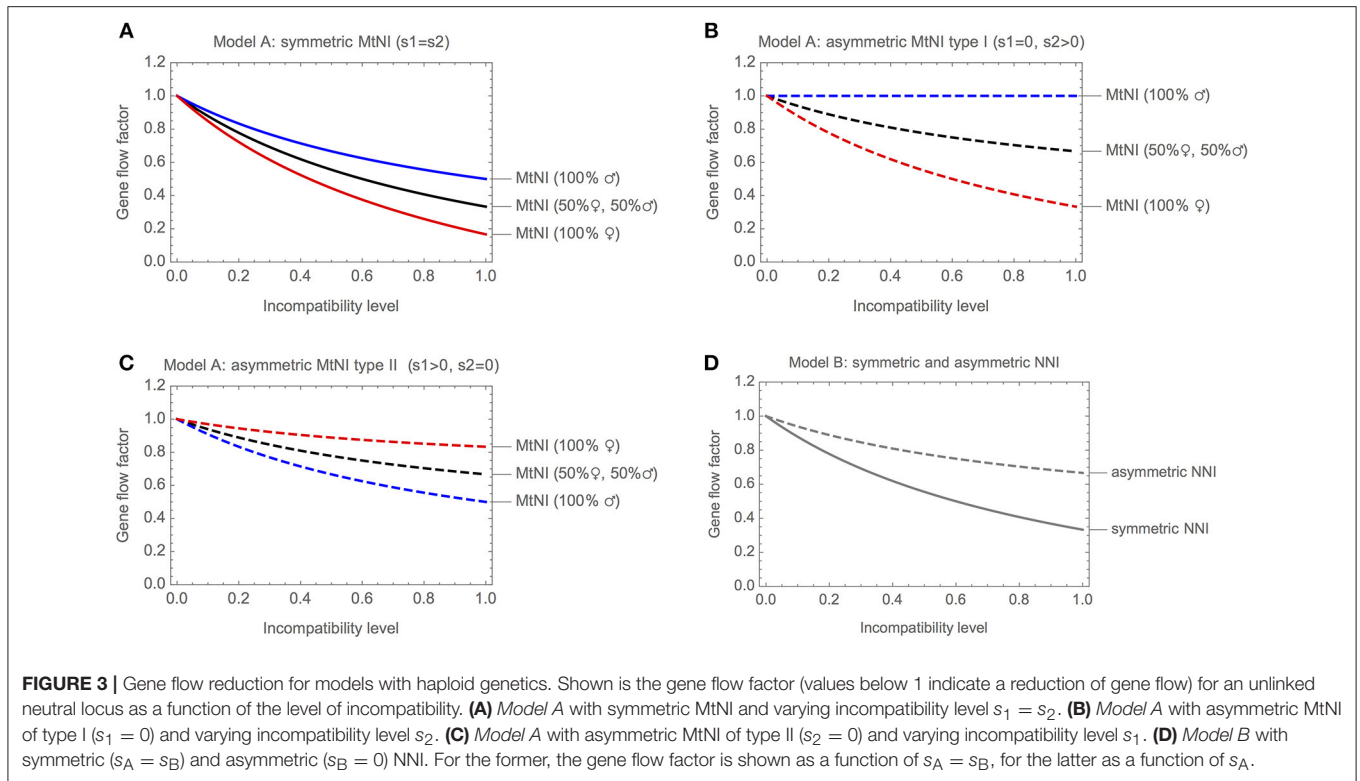 A
Model A: symmetric MtNI (s1=s2)
Gene flow factor
1.2
1.0
0.8
0.6
0.4
0.2
0.0
0.0 0.2 0.4 0.6 0.8 1.0
Incompatibility level
MtNI (100% ♂)
MtNI (50%♀, 50%♂)
MtNI (100% ♀)
B
Model A: asymmetric MtNI type I (s1=0, s2>0)
Gene flow factor
1.2
1.0
0.8
0.6
0.4
0.2
0.0
0.0 0.2 0.4 0.6 0.8 1.0
Incompatibility level
MtNI (100% ♂)
MtNI (50%♀, 50%♂)
MtNI (100% ♀)
C
Model A: asymmetric MtNI type II (s1>0, s2=0)
Gene flow factor
1.2
1.0
0.8
0.6
0.4
0.2
0.0
0.0 0.2 0.4 0.6 0.8 1.0
Incompatibility level
MtNI (100% ♀)
MtNI (50%♀, 50%♂)
MtNI (100% ♂)
D
Model B: symmetric and asymmetric NNI
Gene flow factor
1.2
1.0
0.8
0.6
0.4
0.2
0.0
0.0 0.2 0.4 0.6 0.8 1.0
Incompatibility level
asymmetric NNI
symmetric NNI
FIGURE 3 | Gene flow reduction for models with haploid genetics. Shown is the gene flow factor (values below 1 indicate a reduction of gene flow) for an unlinked
neutral locus as a function of the level of incompatibility. (A) Model A with symmetric MtNI and varying incompatibility level s₁ = s₂. (B) Model A with asymmetric MtNI
of type I (s₁ = 0) and varying incompatibility level s₂. (C) Model A with asymmetric MtNI of type II (s₂ = 0) and varying incompatibility level s₁. (D) Model B with
symmetric (s_A = s_B) and asymmetric (s_B = 0) NNI. For the former, the gene flow factor is shown as a function of s_A = s_B, for the latter as a function of s_A.